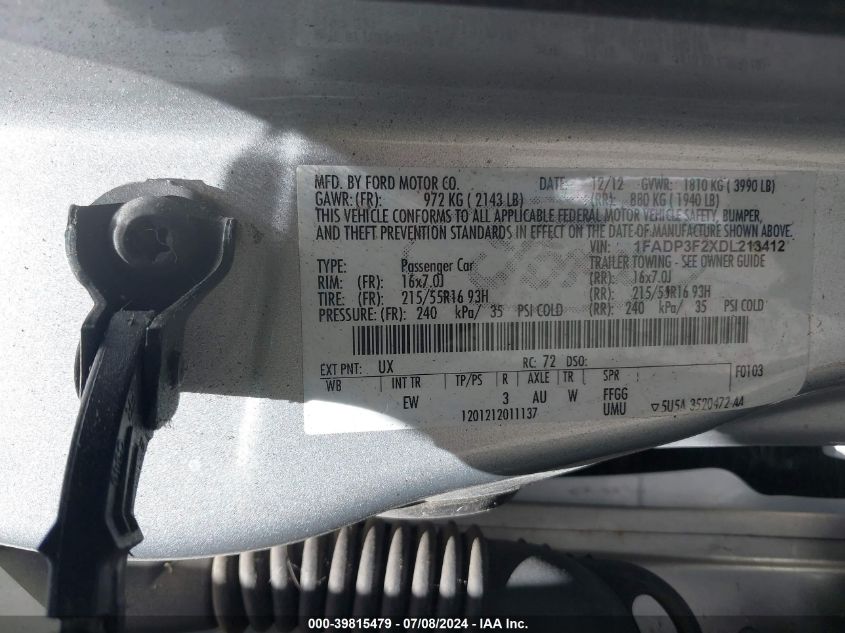 MFD. BY FORD MOTOR CO. DATE: 12/12 GVWR: 1810 KG ( 3990 LB)
GAWR: (FR): 972 KG ( 2143 LB) (RR): 880 KG ( 1940 LB)
THIS VEHICLE CONFORMS TO ALL APPLICABLE FEDERAL MOTOR VEHICLE SAFETY, BUMPER,
AND THEFT PREVENTION STANDARDS IN EFFECT ON THE DATE OF MANUFACTURE SHOWN ABOVE.
VIN: 1FADP3F2XDL213412
TYPE: Passenger Car TRAILER TOWING - SEE OWNER GUIDE
RIM: (FR): 16x7.0J (RR): 16x7.0J
TIRE: (FR): 215/55R16 93H (RR): 215/55R16 93H
PRESSURE: (FR): 240 kPa/ 35 PSI COLD (RR): 240 kPa/ 35 PSI COLD
EXT PNT: UX RC: 72 DSO: F0103
WB INT TR TP/PS R AXLE TR SPR
EW 3 AU W FFGG
1201212011137 UMU 5U5A 3520472 AA
000-39815479 - 07/08/2024 - IAA Inc.